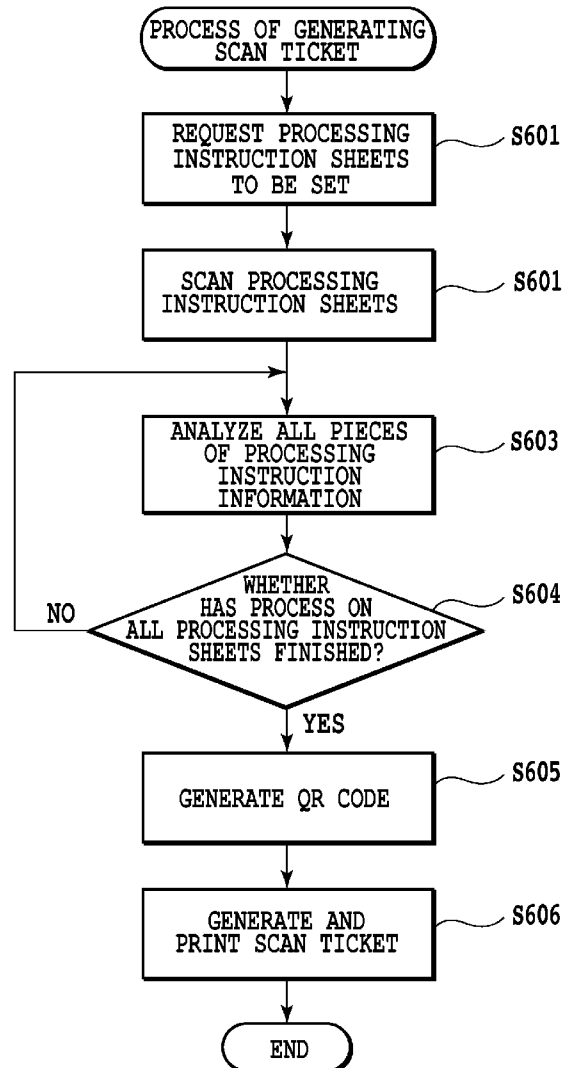 PROCESS OF GENERATING
SCAN TICKET
REQUEST PROCESSING
INSTRUCTION SHEETS
TO BE SET
S601
SCAN PROCESSING
INSTRUCTION SHEETS
S601
ANALYZE ALL PIECES
OF PROCESSING
INSTRUCTION
INFORMATION
S603
WHETHER
HAS PROCESS ON
ALL PROCESSING INSTRUCTION
SHEETS FINISHED?
S604
NO
YES
GENERATE QR CODE
S605
GENERATE AND
PRINT SCAN TICKET
S606
END